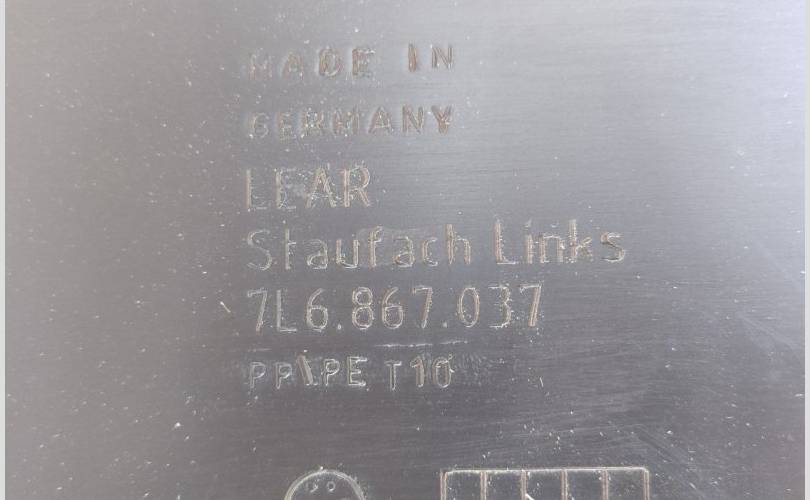 MADE IN
GERMANY
LEAR
Staufach Links
7L6.867.037
PP\PE T10